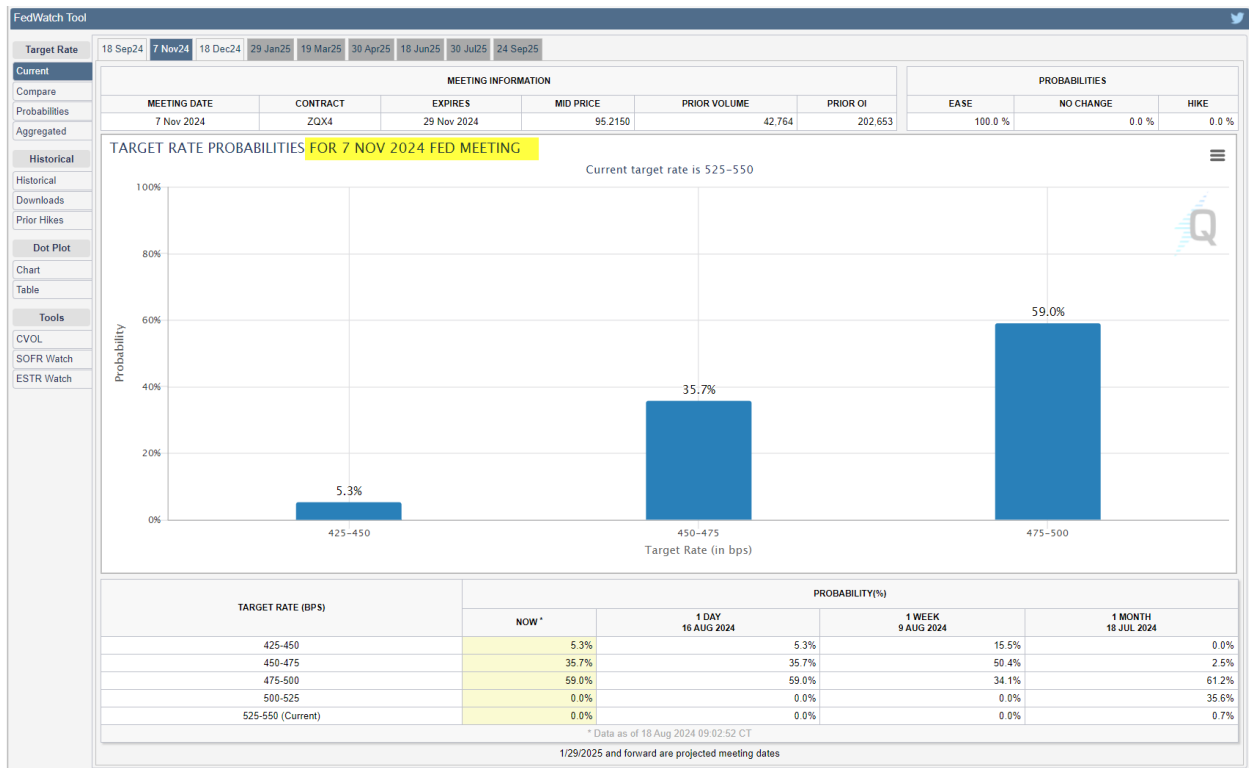 FedWatch Tool
Target Rate
Current
Compare
Probabilities
Aggregated
Historical
Historical
Downloads
Prior Hikes
Dot Plot
Chart
Table
Tools
CVOL
SOFR Watch
ESTR Watch
18 Sep24 7 Nov24 18 Dec24 29 Jan25 19 Mar25 30 Apr25 18 Jun25 30 Jul25 24 Sep25
MEETING INFORMATION
MEETING DATE CONTRACT EXPIRES MID PRICE PRIOR VOLUME PRIOR OI
7 Nov 2024 ZQX4 29 Nov 2024 95.2150 42,764 202,653
PROBABILITIES
EASE NO CHANGE HIKE
100.0 % 0.0 % 0.0 %
TARGET RATE PROBABILITIES FOR 7 NOV 2024 FED MEETING
Current target rate is 525-550
Q
Probability
100%
80%
60%
40%
20%
0%
5.3%
35.7%
59.0%
425-450 450-475 475-500
Target Rate (in bps)
TARGET RATE (BPS) PROBABILITY(%)
NOW * 1 DAY 1 WEEK 1 MONTH
16 AUG 2024 9 AUG 2024 18 JUL 2024
425-450 5.3% 5.3% 15.5% 0.0%
450-475 35.7% 35.7% 50.4% 2.5%
475-500 59.0% 59.0% 34.1% 61.2%
500-525 0.0% 0.0% 0.0% 35.6%
525-550 (Current) 0.0% 0.0% 0.0% 0.7%
* Data as of 18 Aug 2024 09:02:52 CT
1/29/2025 and forward are projected meeting dates